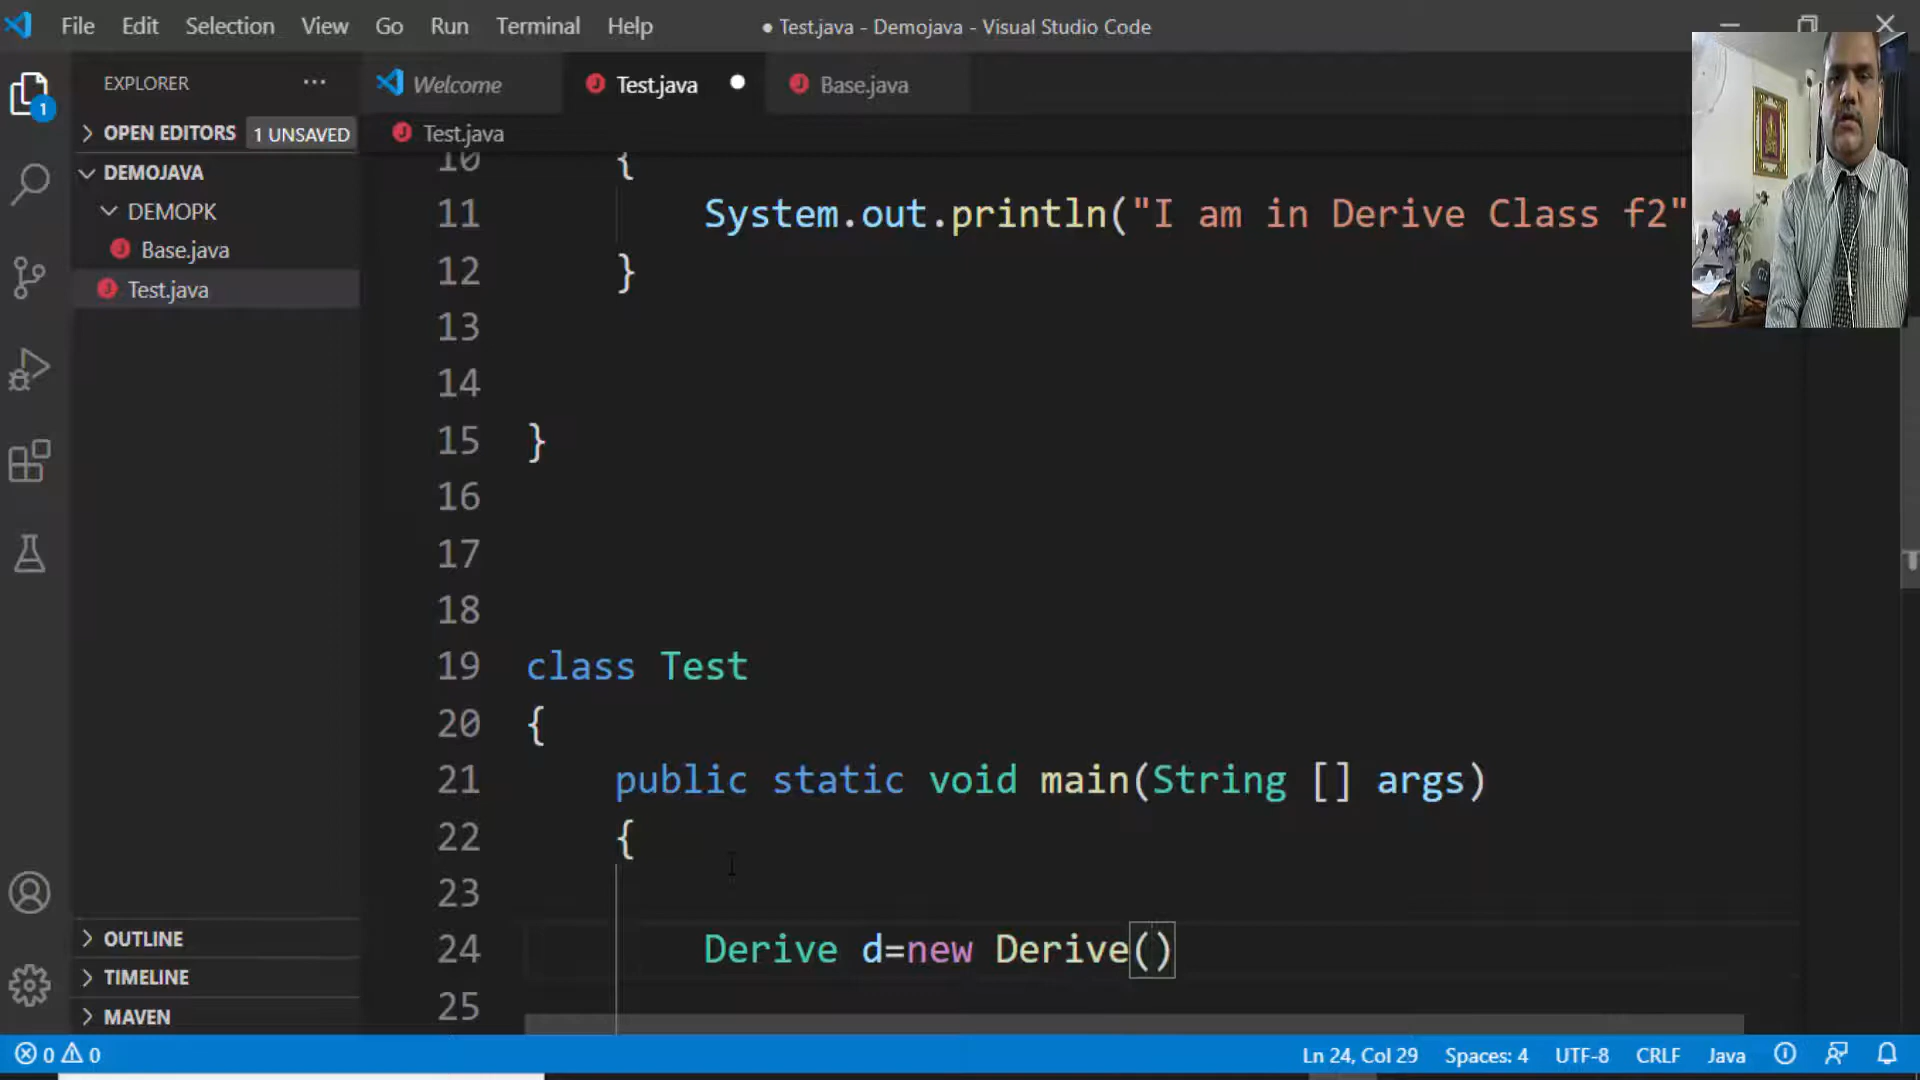 File Edit Selection View Go Run Terminal Help ● Test.java - Demojava - Visual Studio Code
EXPLORER ... Welcome Test.java Base.java
OPEN EDITORS 1 UNSAVED
Test.java
DEMOJAVA
DEMOPK
Base.java
Test.java
1
10 {
11 System.out.println("I am in Derive Class f2"
12 }
13
14
15 }
16
17
18
19 class Test
20 {
21 public static void main(String [] args)
22 {
23
24 Derive d=new Derive()
25
OUTLINE
TIMELINE
MAVEN
0 0 Ln 24, Col 29 Spaces: 4 UTF-8 CRLF Java